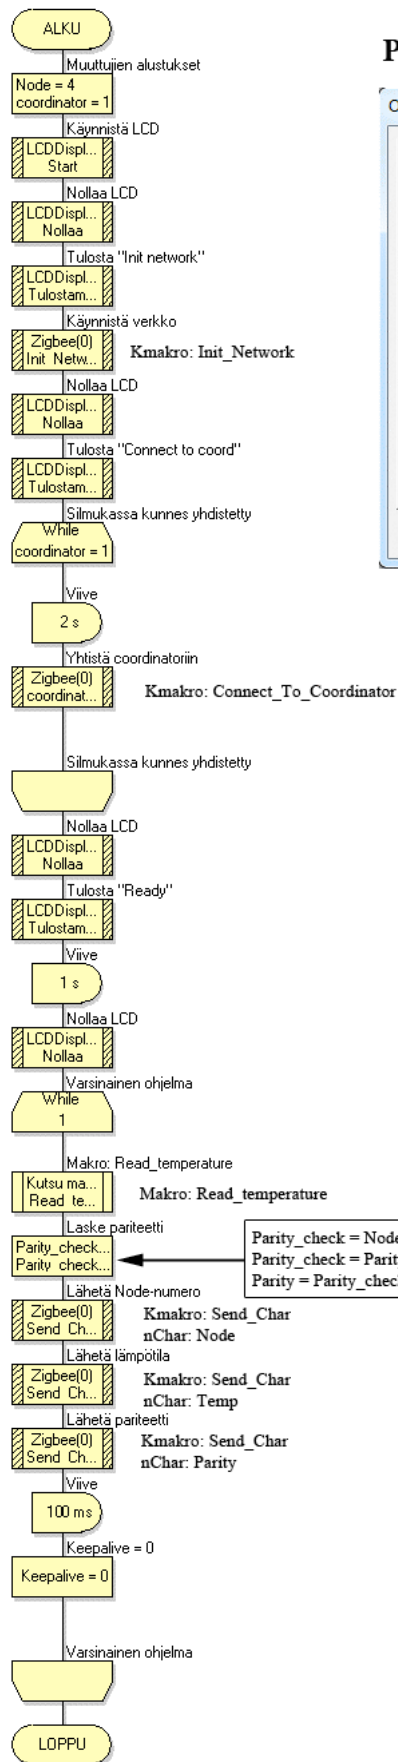 ALKU
P
Muuttujien alustukset
Node = 4
coordinator = 1
Käynnistä LCD
LCDDispl...
Start
Nollaa LCD
LCDDispl...
Nollaa
Tulosta "Init network"
LCDDispl...
Tulostam...
Käynnistä verkko
Zigbee(0)
Init Netw...
Kmakro: Init_Network
Nollaa LCD
LCDDispl...
Nollaa
Tulosta "Connect to coord"
LCDDispl...
Tulostam...
Silmukassa kunnes yhdistetty
While
coordinator = 1
Viive
2 s
Yhtistä coordinatoriin
Zigbee(0)
coordinat...
Kmakro: Connect_To_Coordinator
Silmukassa kunnes yhdistetty
Nollaa LCD
LCDDispl...
Nollaa
Tulosta "Ready"
LCDDispl...
Tulostam...
Viive
1 s
Nollaa LCD
LCDDispl...
Nollaa
Varsinainen ohjelma
While
1
Makro: Read_temperature
Kutsu ma...
Read te...
Makro: Read_temperature
Laske pariteetti
Parity_check...
Parity check...
Parity_check = Node
Parity_check = Parit
Parity = Parity_chec
Lähetä Node-numero
Zigbee(0)
Send Ch...
Kmakro: Send_Char
nChar: Node
Lähetä lämpötila
Zigbee(0)
Send Ch...
Kmakro: Send_Char
nChar: Temp
Lähetä pariteetti
Zigbee(0)
Send Ch...
Kmakro: Send_Char
nChar: Parity
Viive
100 ms
Keepalive = 0
Keepalive = 0
Varsinainen ohjelma
LOPPU